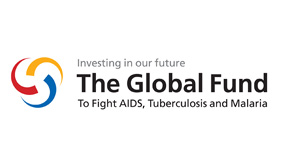 Investing in our future
The Global Fund
To Fight AIDS, Tuberculosis and Malaria